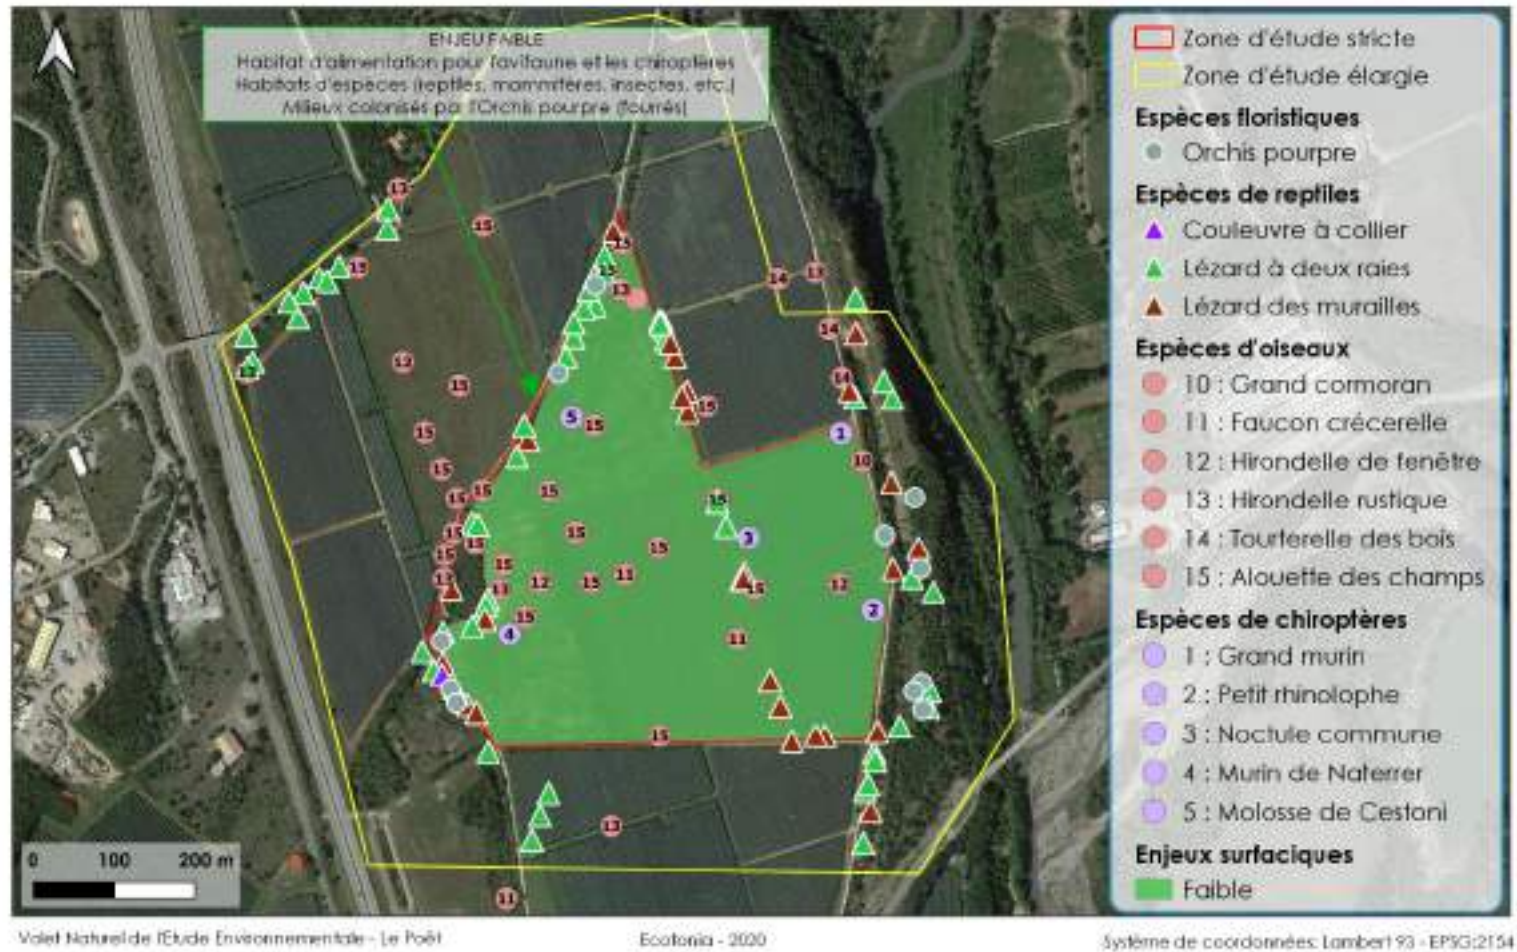 ENJEU FAIBLE
Habitat d'alimentation pour l'avifaune et les chiroptères
Habitats d'espèces (reptiles, mammifères, insectes, etc.)
Milieux colonisés par l'Orchis pourpre (fourrés)
Zone d'étude stricte
Zone d'étude élargie
Espèces floristiques
Orchis pourpre
Espèces de reptiles
Couleuvre à collier
Lézard à deux raies
Lézard des murailles
Espèces d'oiseaux
10 : Grand cormoran
11 : Faucon crécerelle
12 : Hirondelle de fenêtre
13 : Hirondelle rustique
14 : Tourterelle des bois
15 : Alouette des champs
Espèces de chiroptères
1 : Grand murin
2 : Petit rhinolophe
3 : Noctule commune
4 : Murin de Naterrer
5 : Molosse de Cestoni
Enjeux surfaciques
Faible
0 100 200 m
Volet Naturel de l'Etude Environnementale - Le Poët
Ecotonia - 2020
Système de coordonnées: Lambert 93 - EPSG:2154